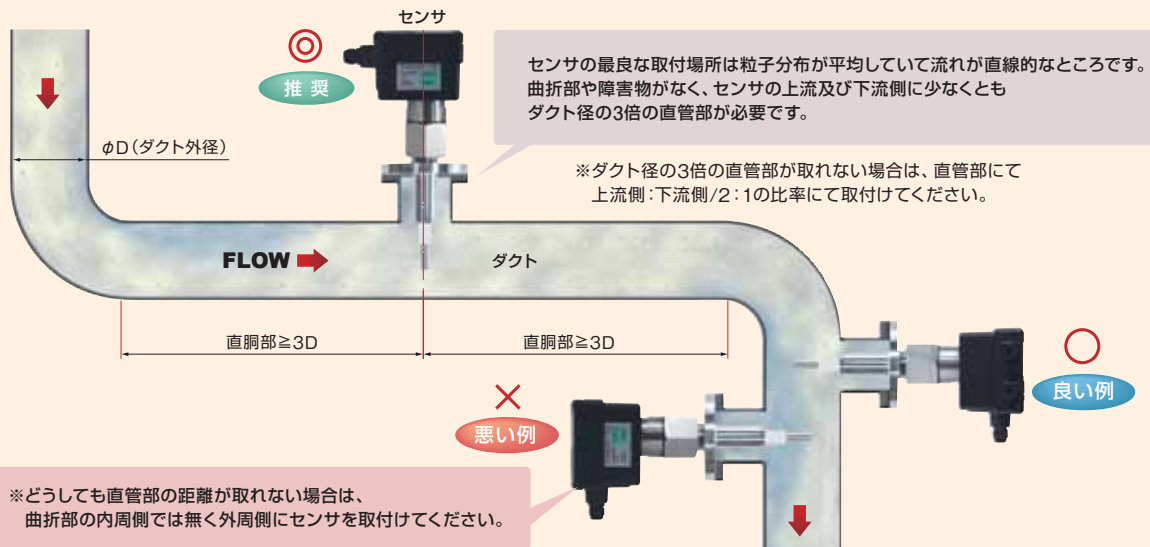 センサ
推 奨
センサの最良な取付場所は粒子分布が平均していて流れが直線的なところです。
曲折部や障害物がなく、センサの上流及び下流側に少なくとも
ダクト径の3倍の直管部が必要です。
φD（ダクト外径）
※ダクト径の3倍の直管部が取れない場合は、直管部にて
上流側：下流側/2：1の比率にて取付けてください。
FLOW
ダクト
直胴部≧3D
直胴部≧3D
良い例
悪い例
※どうしても直管部の距離が取れない場合は、
曲折部の内周側では無く外周側にセンサを取付けてください。